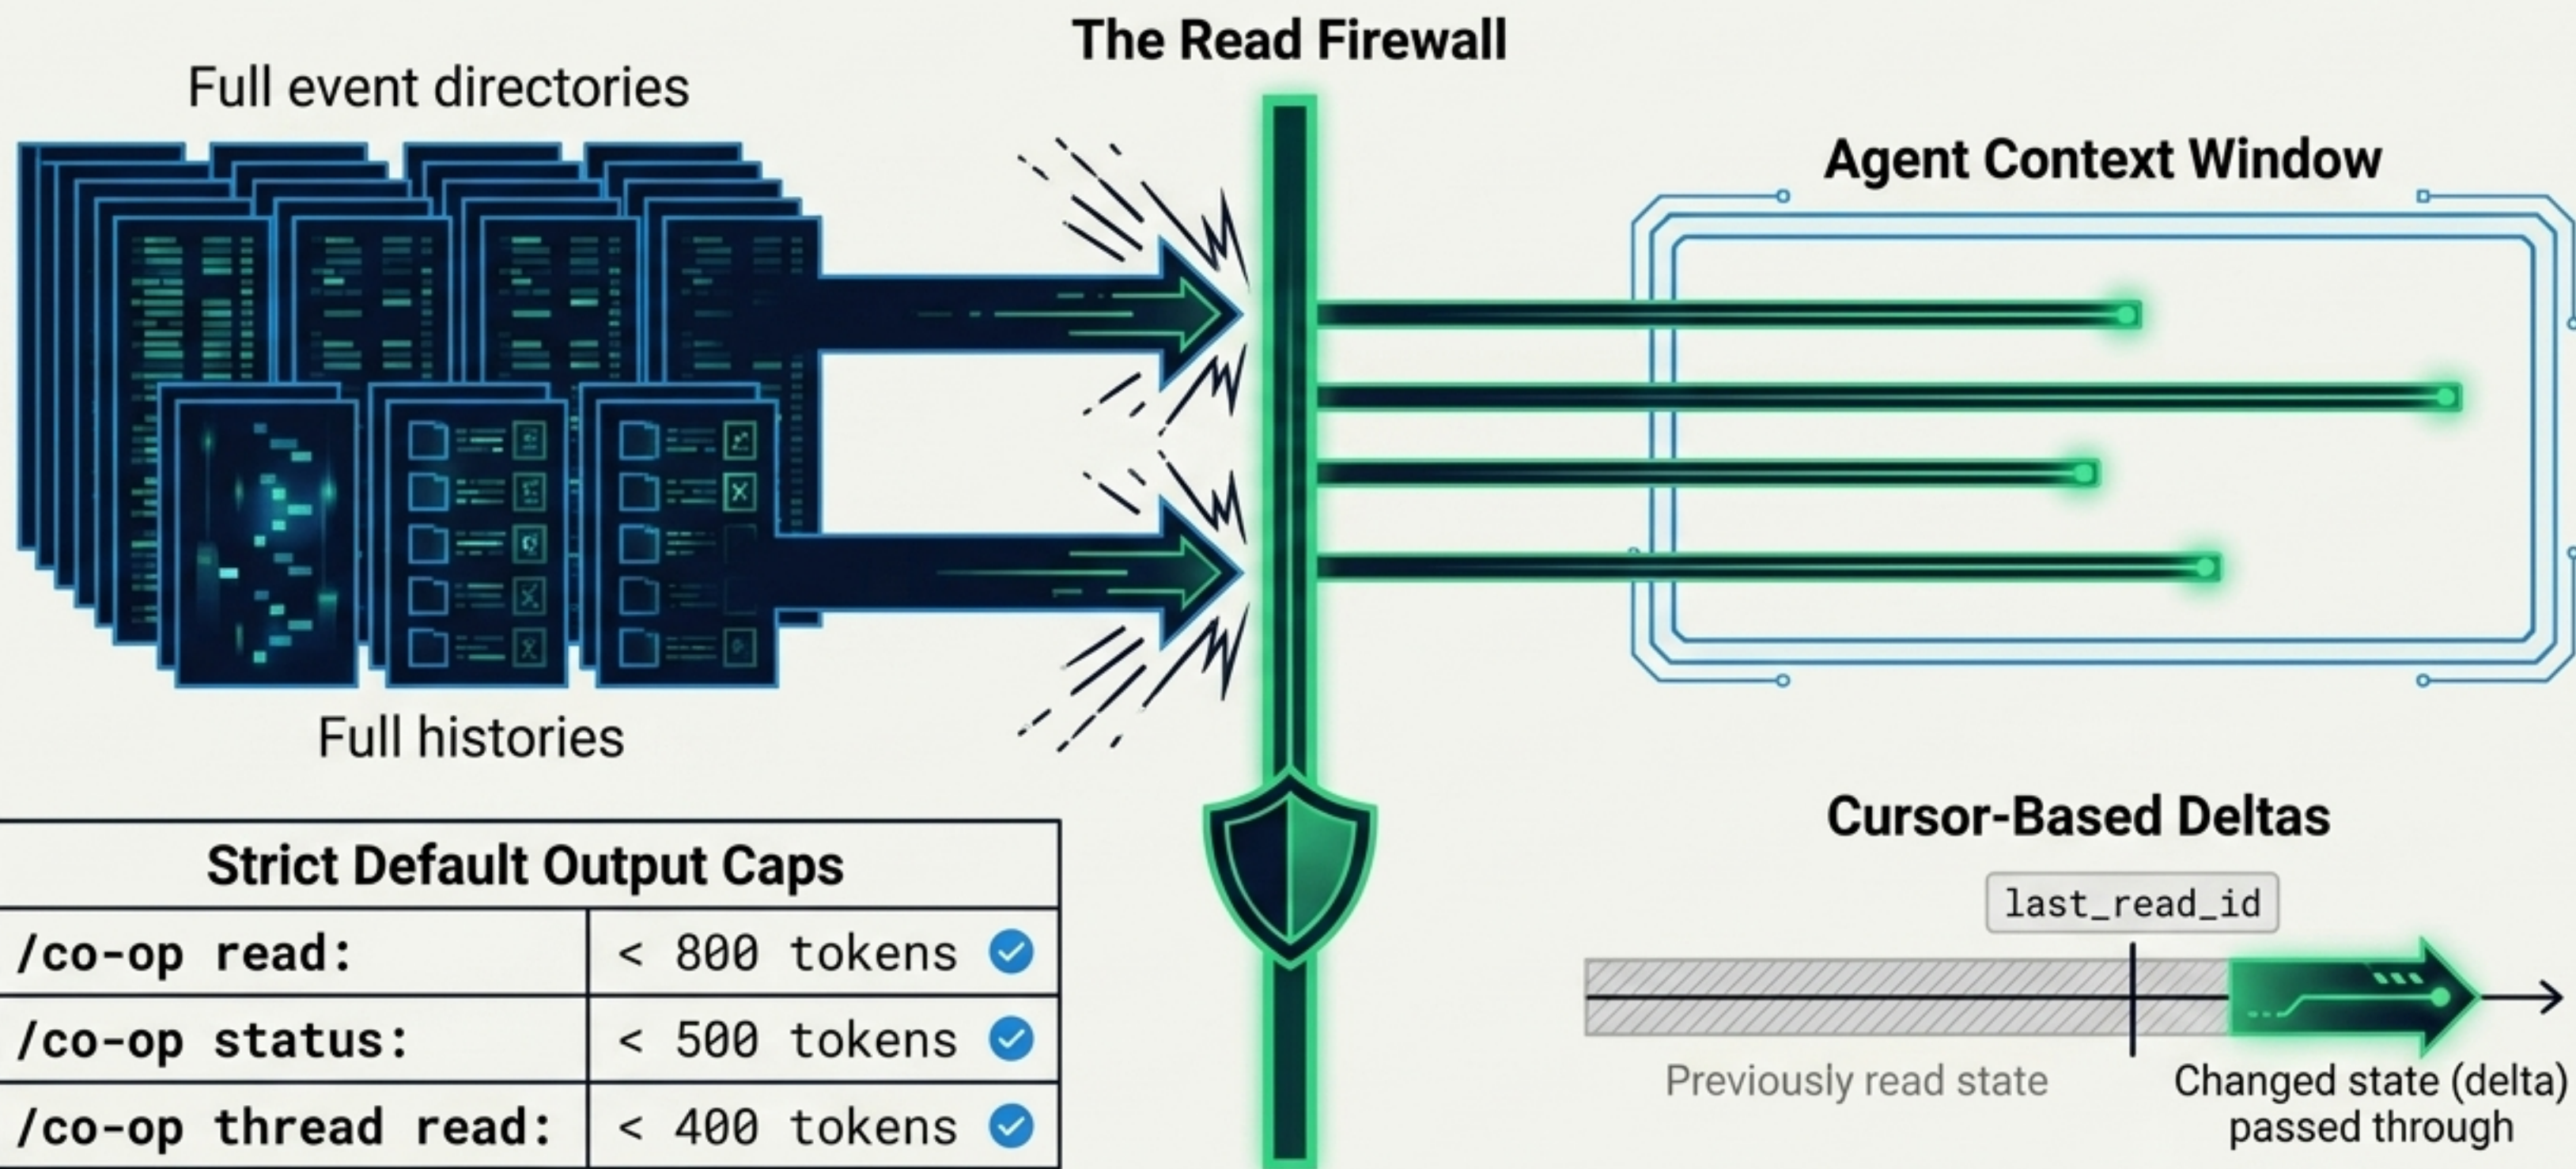 The Read Firewall
Full event directories
Agent Context Window
Full histories
Strict Default Output Caps
/co-op read: < 800 tokens
/co-op status: < 500 tokens
/co-op thread read: < 400 tokens
Cursor-Based Deltas
last_read_id
Previously read state
Changed state (delta)
passed through